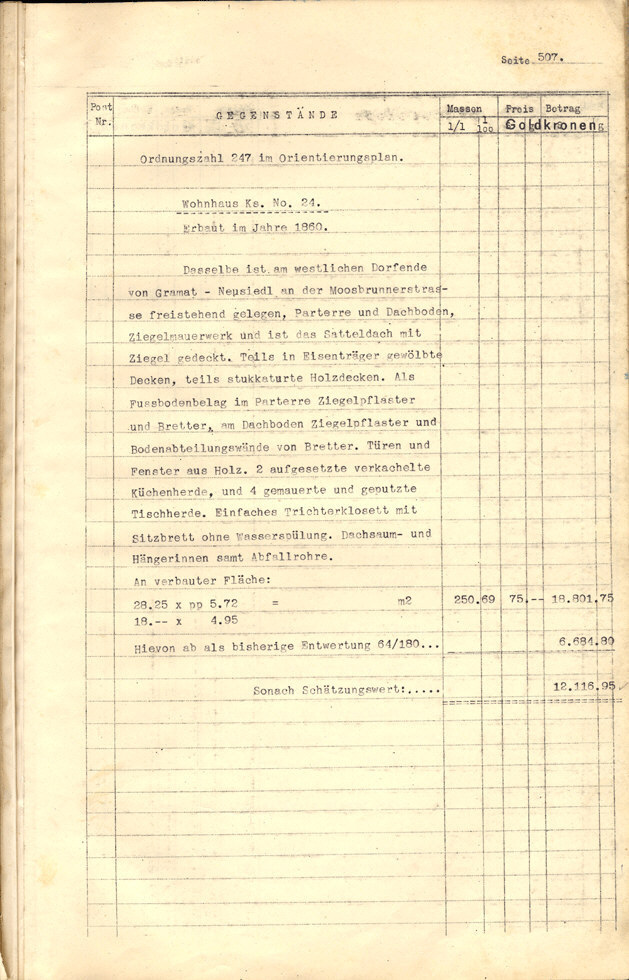 Seite 507.
Post Nr. GEGENSTÄNDE Massen 1/1 1/100 Preis Betrag Goldkronen
Ordnungszahl 247 im Orientierungsplan.
Wohnhaus Ks. No. 24.
Erbaut im Jahre 1860.
Dasselbe ist am westlichen Dorfende
von Gramat - Neusiedl an der Moosbrunnerstras-
se freistehend gelegen, Parterre und Dachboden,
Ziegelmauerwerk und ist das Satteldach mit
Ziegel gedeckt. Teils in Eisenträger gewölbte
Decken, teils stukkaturte Holzdecken. Als
Fussbodenbelag im Parterre Ziegelpflaster
und Bretter, am Dachboden Ziegelpflaster und
Bodenabteilungswände von Bretter. Türen und
Fenster aus Holz. 2 aufgesetzte verkachelte
Küchenherde, und 4 gemauerte und geputzte
Tischherde. Einfaches Trichterklosett mit
Sitzbrett ohne Wasserspülung. Dachsaum- und
Hängerinnen samt Abfallrohre.
An verbauter Fläche:
28.25 x pp 5.72 = m2 250.69 75.-- 18.801.75
18.-- x 4.95
Hievon ab als bisherige Entwertung 64/180... 6.684.80
Sonach Schätzungswert:..... 12.116.95